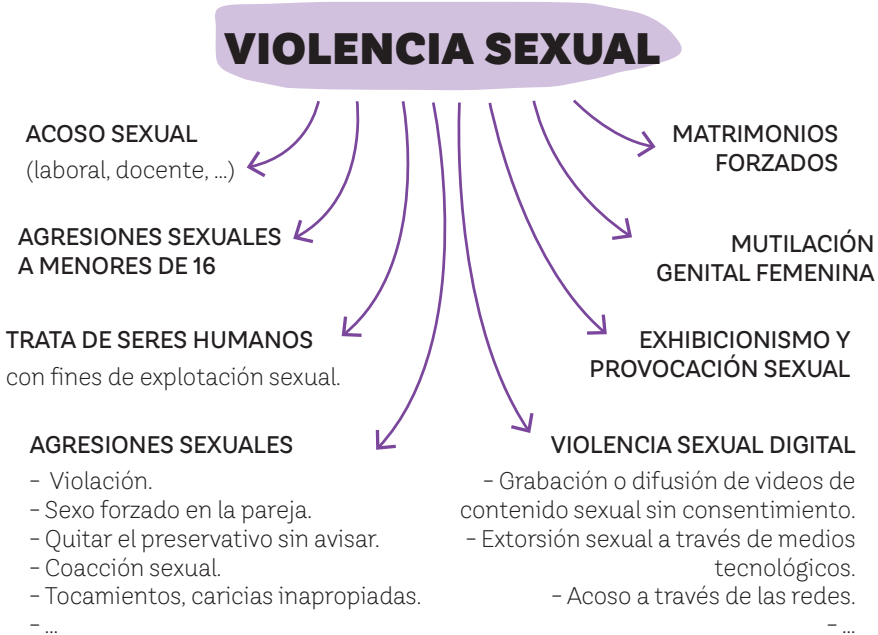 VIOLENCIA SEXUAL
ACOSO SEXUAL
(laboral, docente, ...)
AGRESIONES SEXUALES
A MENORES DE 16
TRATA DE SERES HUMANOS
con fines de explotación sexual.
AGRESIONES SEXUALES
- Violación.
- Sexo forzado en la pareja.
- Quitar el preservativo sin avisar.
- Coacción sexual.
- Tocamientos, caricias inapropiadas.
- ...
MATRIMONIOS
FORZADOS
MUTILACIÓN
GENITAL FEMENINA
EXHIBICIONISMO Y
PROVOCACIÓN SEXUAL
VIOLENCIA SEXUAL DIGITAL
- Grabación o difusión de videos de
contenido sexual sin consentimiento.
- Extorsión sexual a través de medios
tecnológicos.
- Acoso a través de las redes.
- ...